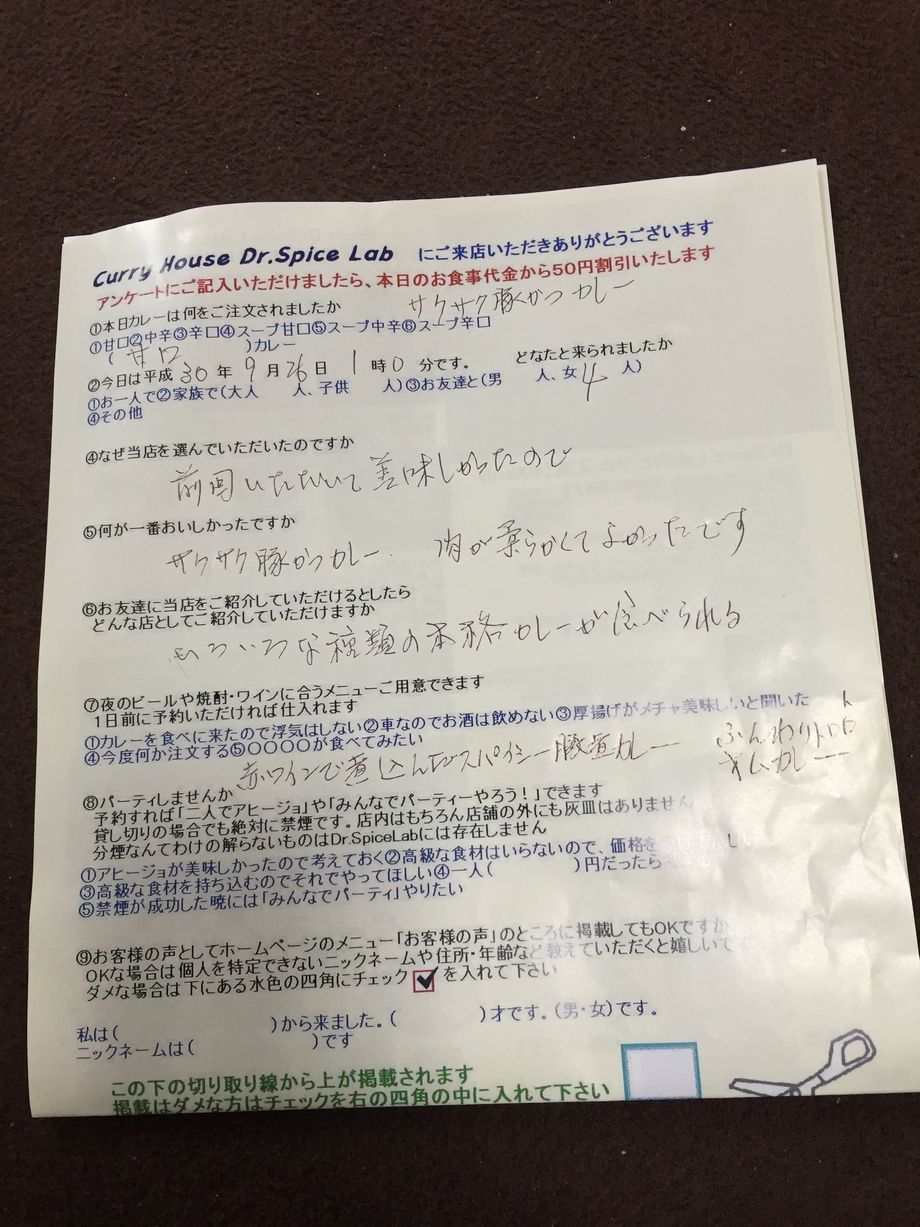 Curry House Dr.Spice Lab にご来店いただきありがとうございます
アンケートにご記入いただけましたら、本日のお食事代金から50円割引いたします
①本日カレーは何をご注文されましたか サクサク豚かつカレー
①甘口②中辛③辛口④スープ甘口⑤スープ中辛⑥スープ辛口
( 甘口 )カレー
②今日は平成 30 年 9 月 26 日 1 時 0 分です。 どなたと来られましたか
①お一人で②家族で(大人 人、子供 人)③お友達と(男 人、女 4 人)
④その他
④なぜ当店を選んでいただいたのですか
前回いただいて美味しかったので
⑤何が一番おいしかったですか
サクサク豚かつカレー. 肉が柔らかくてよかったです
⑥お友達に当店をご紹介していただけるとしたら
どんな店としてご紹介していただけますか
いろいろな種類の本格カレーが食べられる
⑦夜のビールや焼酎・ワインに合うメニューご用意できます
1日前に予約いただければ仕入れます
①カレーを食べに来たので浮気はしない②車なのでお酒は飲めない③厚揚げがメチャ美味しいと聞いた
④今度何か注文する⑤〇〇〇〇が食べてみたい
赤ワインで煮込んだスパイシー カレー ふんわりトロトロ
オムカレー
⑧パーティしませんか
予約すれば「二人でアヒージョ」や「みんなでパーティーやろう！」できます
貸し切りの場合でも絶対に禁煙です。店内はもちろん店舗の外にも灰皿はありません
分煙なんてわけの解らないものはDr.SpiceLabには存在しません
①アヒージョが美味しかったので考えておく②高級な食材はいらないので、価格を
③高級な食材を持ち込むのでそれでやってほしい④一人( )円だったら
⑤禁煙が成功した暁には「みんなでパーティ」やりたい
⑨お客様の声としてホームページのメニュー「お客様の声」のところに掲載してもOKですか
OKな場合は個人を特定できないニックネームや住所・年齢など教えていただくと嬉しいです
ダメな場合は下にある水色の四角にチェック☑を入れて下さい
私は( )から来ました。( )才です。(男・女)です。
ニックネームは( )です
この下の切り取り線から上が掲載されます
掲載はダメな方はチェックを右の四角の中に入れて下さい